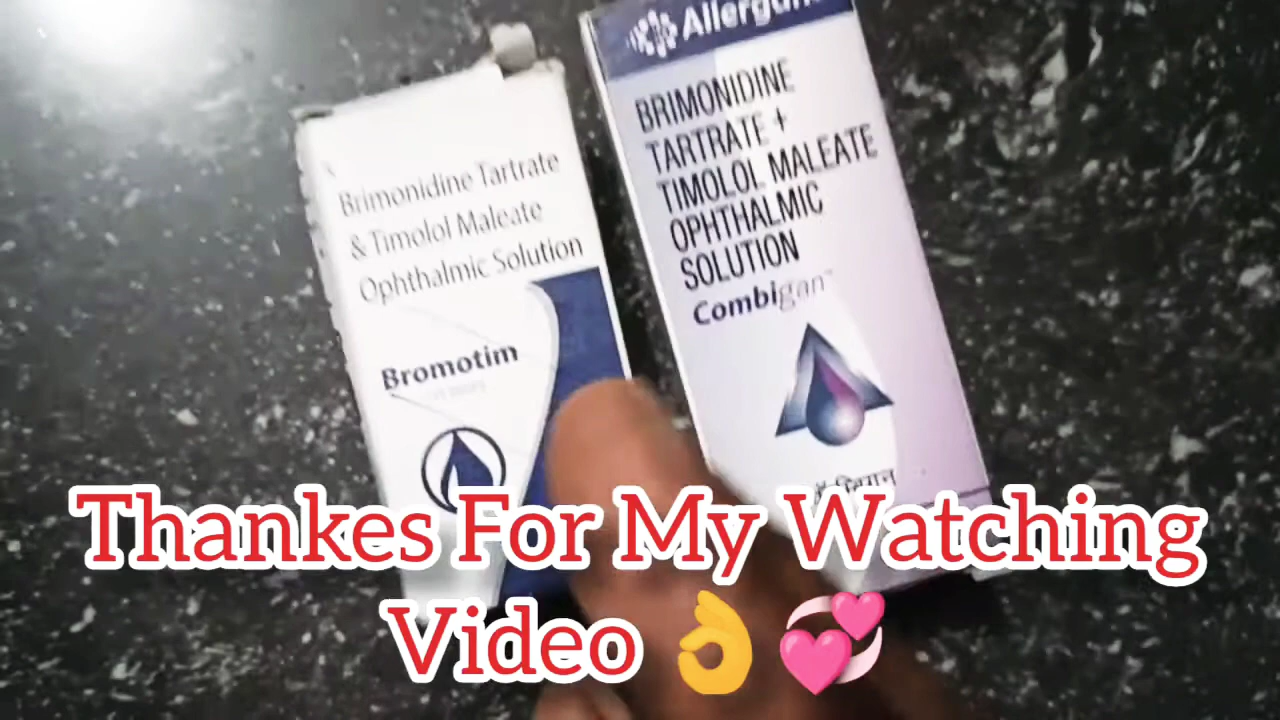 Brimonidine Tartrate
& Timolol Maleate
Ophthalmic Solution
Bromotim
Allergan
BRIMONIDINE
TARTRATE +
TIMOLOL MALEATE
OPHTHALMIC
SOLUTION
Combigan™
Thankes For My Watching
Video 👌 💞